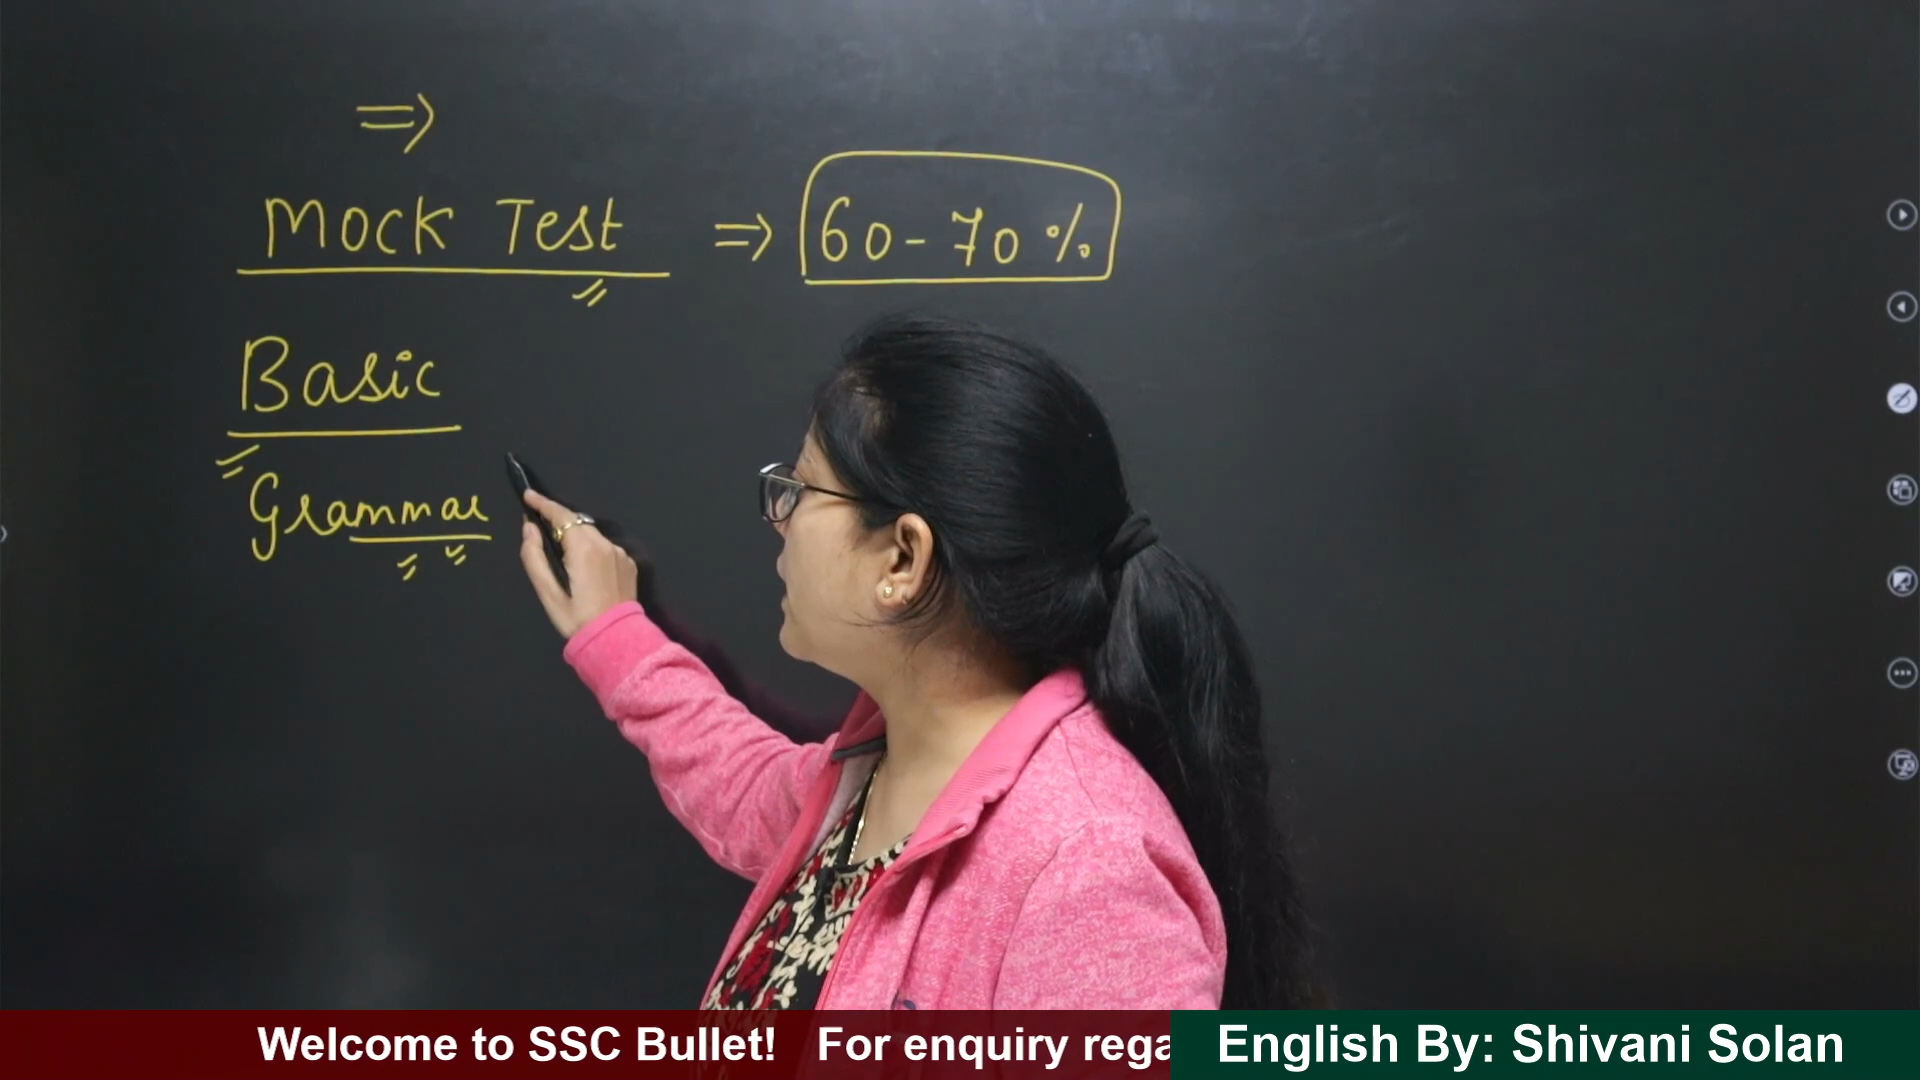 ⇒
Mock Test ⇒ 60-70%
Basic
Grammar
Welcome to SSC Bullet! For enquiry rega
English By: Shivani Solan